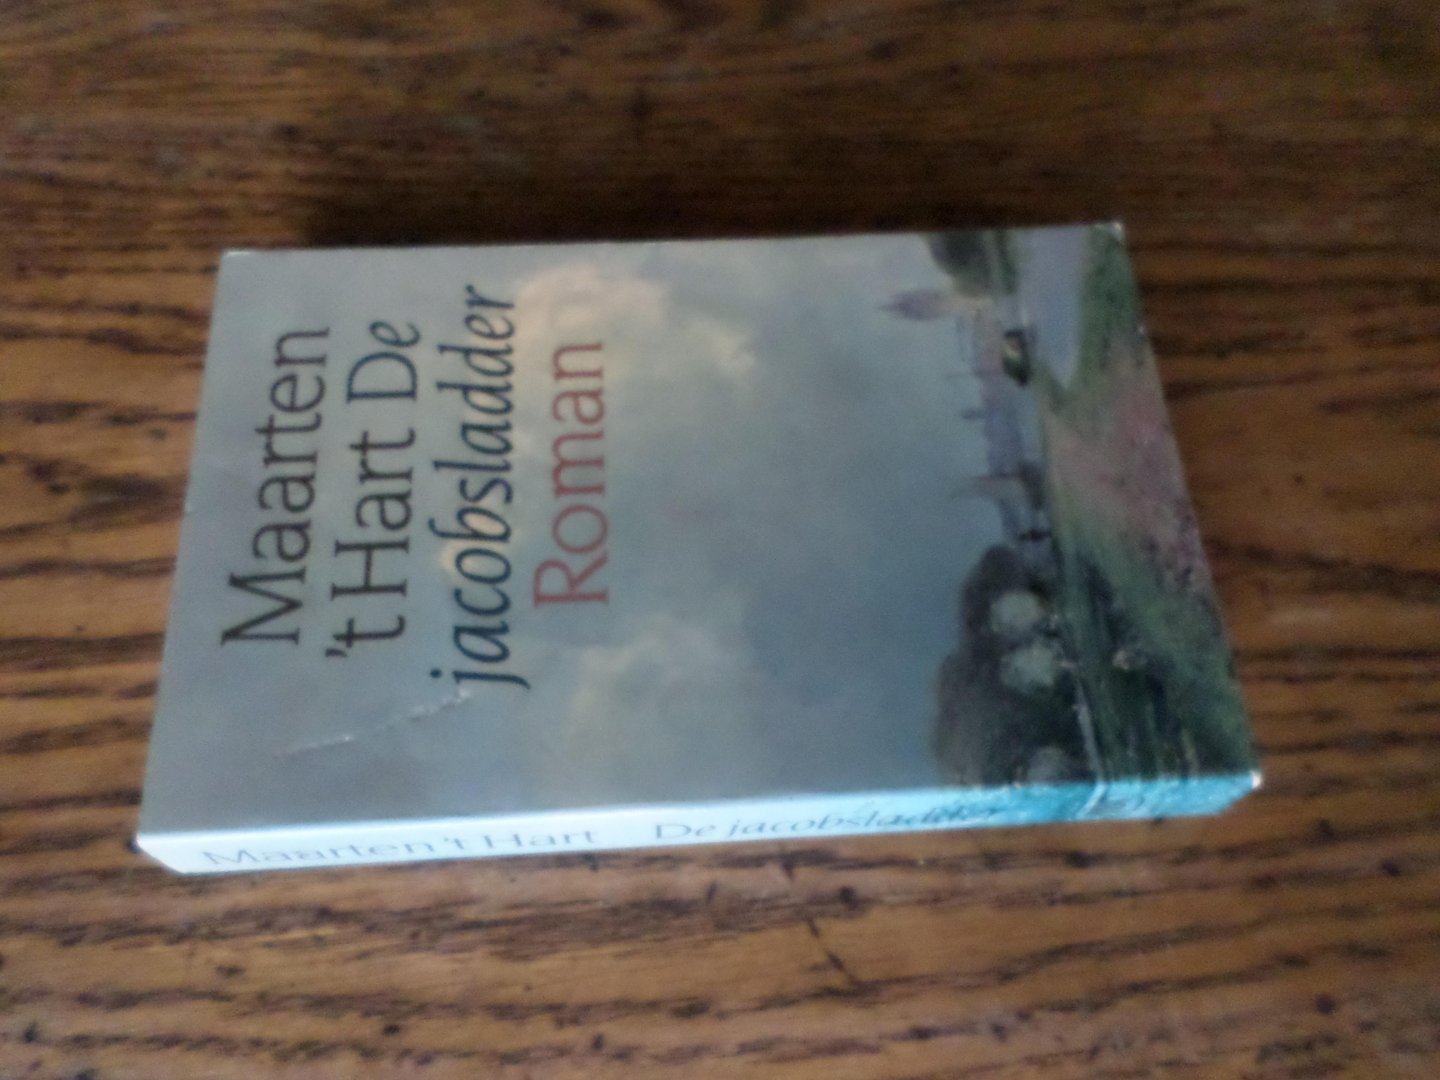 Maarten
't Hart De
jacobsladder
Roman
Maarten 't Hart De jacobsladder